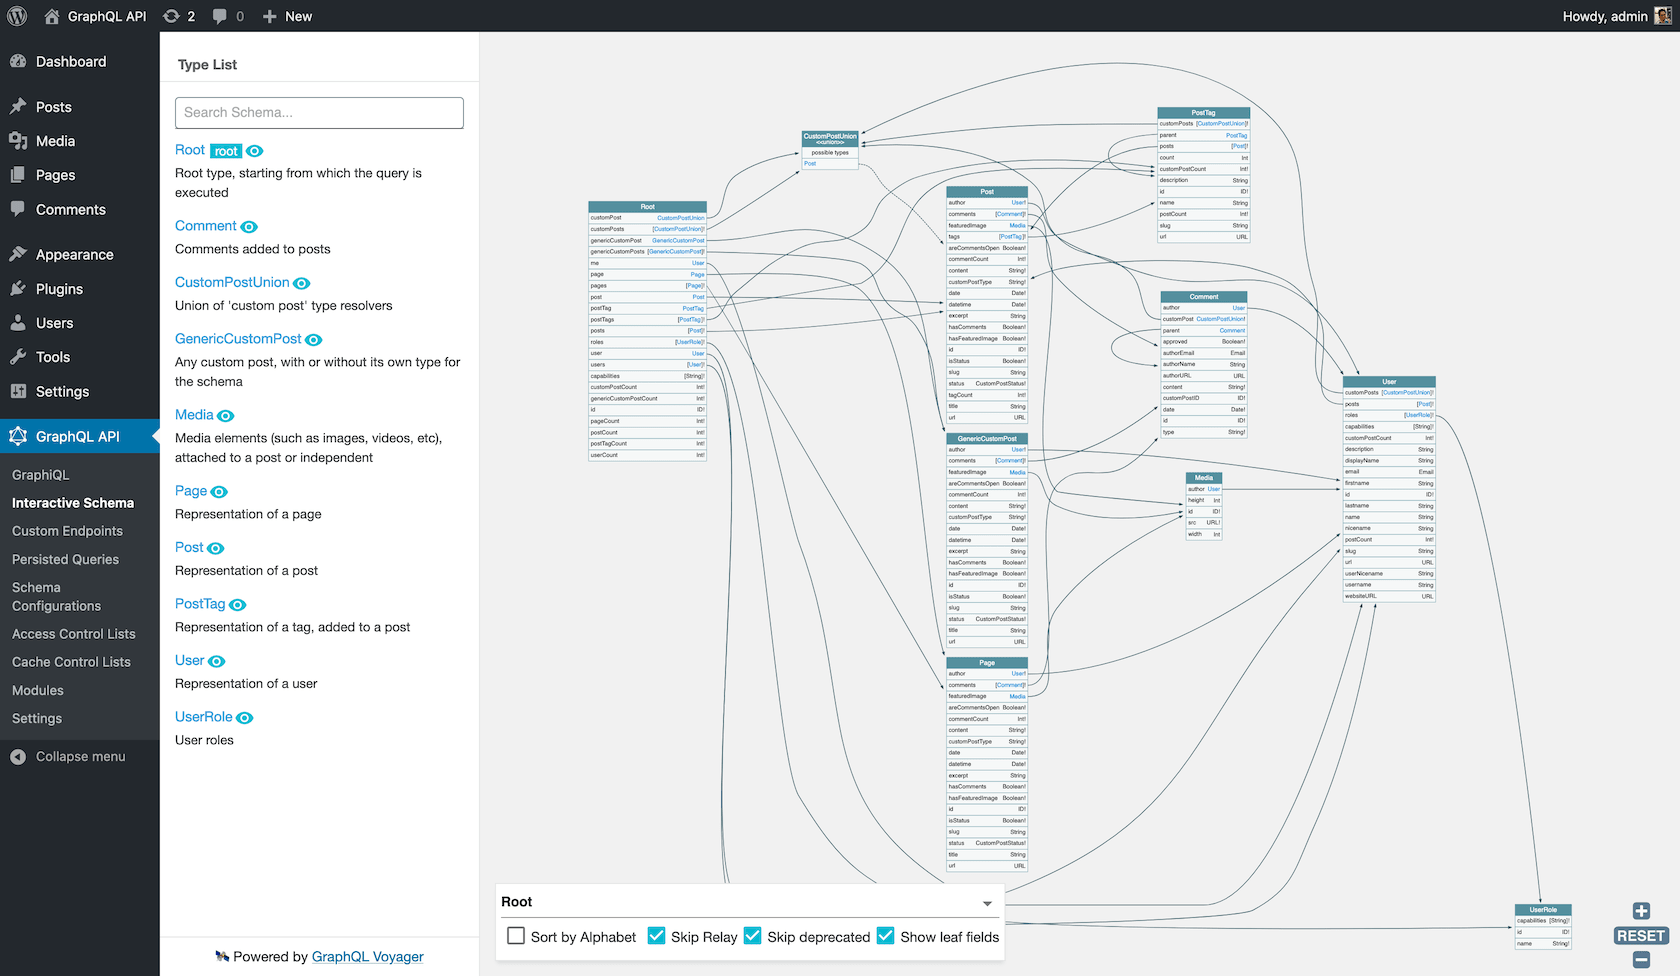 GraphQL API 2 0 New
Howdy, admin
Dashboard
Posts
Media
Pages
Comments
Appearance
Plugins
Users
Tools
Settings
GraphQL API
GraphiQL
Interactive Schema
Custom Endpoints
Persisted Queries
Schema
Configurations
Access Control Lists
Cache Control Lists
Modules
Settings
Collapse menu
Type List
Search Schema...
Root root
Root type, starting from which the query is
executed
Comment
Comments added to posts
CustomPostUnion
Union of 'custom post' type resolvers
GenericCustomPost
Any custom post, with or without its own type for
the schema
Media
Media elements (such as images, videos, etc),
attached to a post or independent
Page
Representation of a page
Post
Representation of a post
PostTag
Representation of a tag, added to a post
User
Representation of a user
UserRole
User roles
Powered by GraphQL Voyager
Root
customPost CustomPostUnion
customPosts [CustomPostUnion]!
genericCustomPost GenericCustomPost
genericCustomPosts [GenericCustomPost]!
me User
page Page
pages [Page]!
post Post
postTag PostTag
postTags [PostTag]!
posts [Post]!
roles [UserRole]!
user User
users [User]!
capabilities [String]!
customPostCount Int!
genericCustomPostCount Int!
id ID!
pageCount Int!
postCount Int!
postTagCount Int!
userCount Int!
CustomPostUnion
<<union>>
possible types
Post
Post
author User!
comments [Comment]!
featuredImage Media
tags [PostTag]!
areCommentsOpen Boolean!
commentCount Int!
content String!
customPostType String!
date Date!
datetime Date!
excerpt String
hasComments Boolean!
hasFeaturedImage Boolean!
id ID!
isStatus Boolean!
slug String
status CustomPostStatus!
tagCount Int!
title String
url URL
GenericCustomPost
author User!
comments [Comment]!
featuredImage Media
areCommentsOpen Boolean!
commentCount Int!
content String!
customPostType String!
date Date!
datetime Date!
excerpt String
hasComments Boolean!
hasFeaturedImage Boolean!
id ID!
isStatus Boolean!
slug String
status CustomPostStatus!
title String
url URL
Page
author User!
comments [Comment]!
featuredImage Media
areCommentsOpen Boolean!
commentCount Int!
content String!
customPostType String!
date Date!
datetime Date!
excerpt String
hasComments Boolean!
hasFeaturedImage Boolean!
id ID!
isStatus Boolean!
slug String
status CustomPostStatus!
title String
url URL
PostTag
customPosts [CustomPostUnion]!
parent PostTag
posts [Post]!
count Int
customPostCount Int!
description String
id ID!
name String
postCount Int!
slug String
url URL
Comment
author User
customPost CustomPostUnion!
parent Comment
approved Boolean!
authorEmail Email
authorName String
authorURL URL
content String!
customPostID ID!
date Date!
id ID!
type String!
Media
author User
height Int
id ID!
src URL!
width Int
User
customPosts [CustomPostUnion]!
posts [Post]!
roles [UserRole]!
capabilities [String]!
customPostCount Int!
description String
displayName String
email Email
firstname String
id ID!
lastname String
name String
nicename String
postCount Int!
slug String
url URL
userNicename String
username String
websiteURL URL
UserRole
capabilities [String]!
id ID!
name String!
Root
Sort by Alphabet Skip Relay Skip deprecated Show leaf fields
RESET